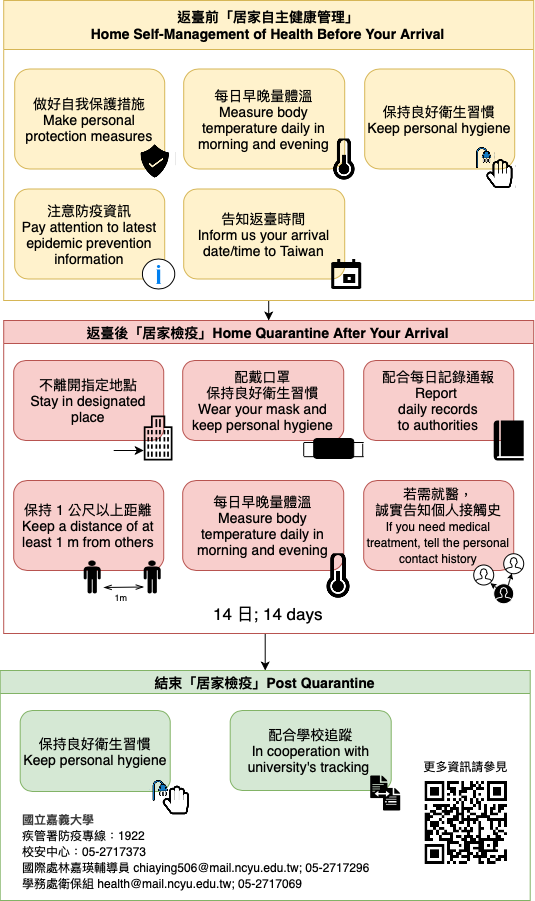 返臺前「居家自主健康管理」
Home Self-Management of Health Before Your Arrival
做好自我保護措施
Make personal
protection measures
每日早晚量體溫
Measure body
temperature daily in
morning and evening
保持良好衛生習慣
Keep personal hygiene
注意防疫資訊
Pay attention to latest
epidemic prevention
information
i
告知返臺時間
Inform us your arrival
date/time to Taiwan
返臺後「居家檢疫」Home Quarantine After Your Arrival
不離開指定地點
Stay in designated
place
配戴口罩
保持良好衛生習慣
Wear your mask and
keep personal hygiene
配合每日記錄通報
Report
daily records
to authorities
保持 1 公尺以上距離
Keep a distance of at
least 1 m from others
1m
每日早晚量體溫
Measure body
temperature daily in
morning and evening
若需就醫，
誠實告知個人接觸史
If you need medical
treatment, tell the personal
contact history
14 日; 14 days
結束「居家檢疫」Post Quarantine
保持良好衛生習慣
Keep personal hygiene
配合學校追蹤
In cooperation with
university's tracking
更多資訊請參見
國立嘉義大學
疾管署防疫專線：1922
校安中心：05-2717373
國際處林嘉瑛輔導員 chiaying506@mail.ncyu.edu.tw; 05-2717296
學務處衛保組 health@mail.ncyu.edu.tw; 05-2717069